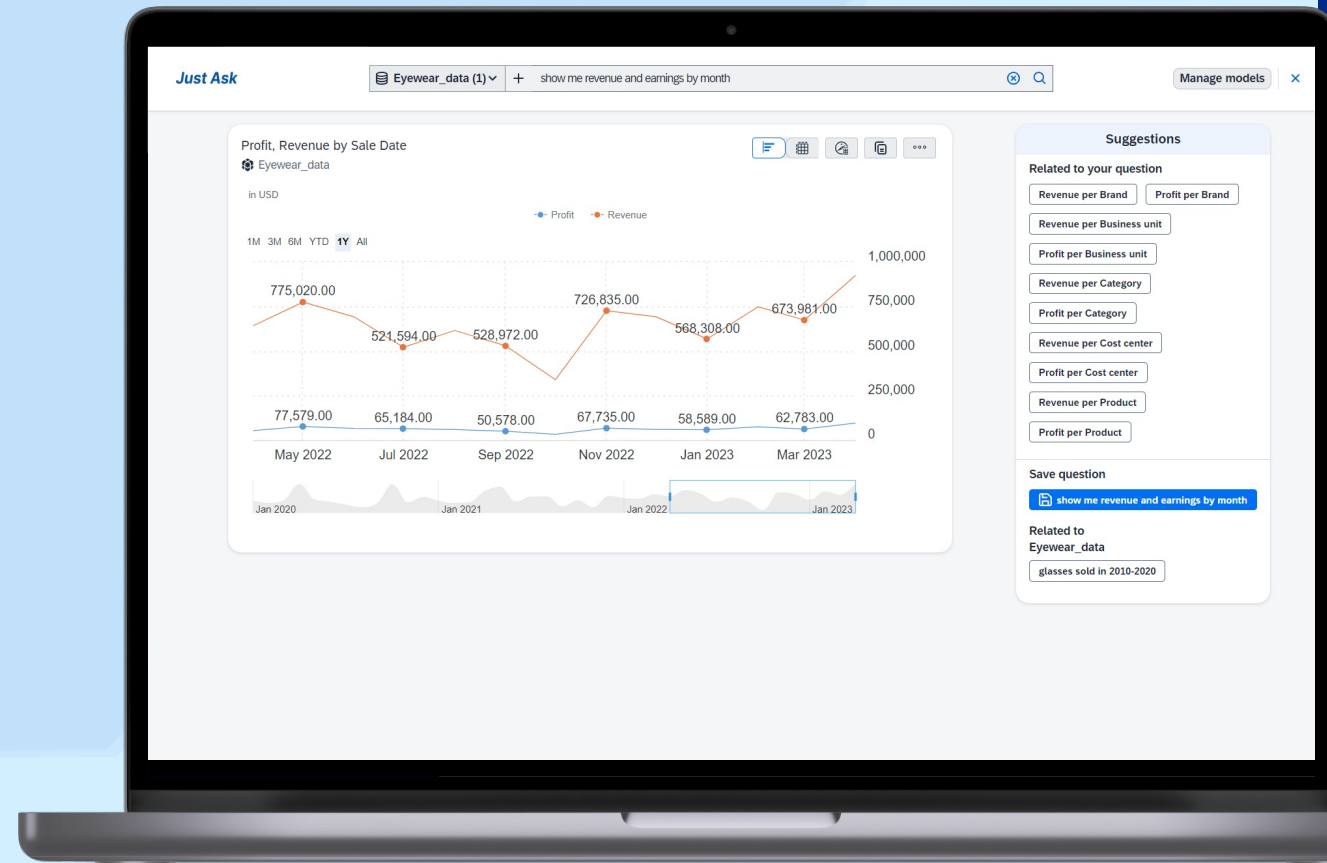 Just Ask
Eyewear_data (1)
show me revenue and earnings by month
Manage models
Profit, Revenue by Sale Date
Eyewear_data
in USD
Profit Revenue
1M 3M 6M YTD 1Y All
1,000,000
750,000
500,000
250,000
0
775,020.00
521,594.00
528,972.00
726,835.00
568,308.00
673,981.00
77,579.00
65,184.00
50,578.00
67,735.00
58,589.00
62,783.00
May 2022 Jul 2022 Sep 2022 Nov 2022 Jan 2023 Mar 2023
Jan 2020 Jan 2021 Jan 2022 Jan 2023
Suggestions
Related to your question
Revenue per Brand Profit per Brand
Revenue per Business unit
Profit per Business unit
Revenue per Category
Profit per Category
Revenue per Cost center
Profit per Cost center
Revenue per Product
Profit per Product
Save question
show me revenue and earnings by month
Related to
Eyewear_data
glasses sold in 2010-2020